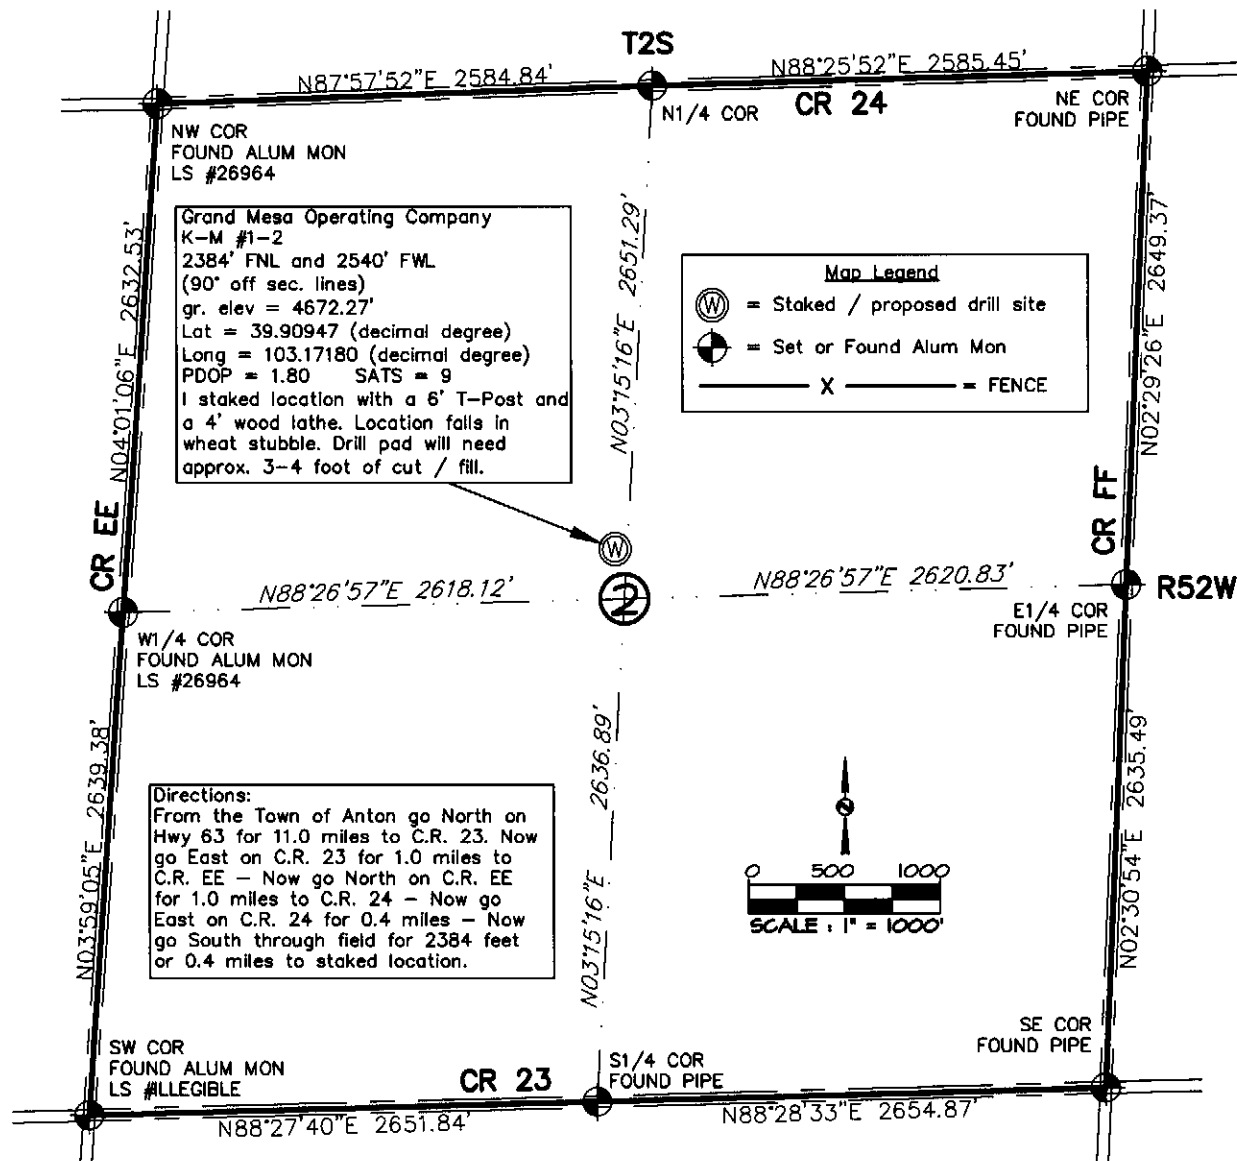 T2S
N87°57'52"E 2584.84'
N88°25'52"E 2585.45'
N1/4 COR
CR 24
NE COR
FOUND PIPE
NW COR
FOUND ALUM MON
LS #26964
Grand Mesa Operating Company
K-M #1-2
2384' FNL and 2540' FWL
(90° off sec. lines)
gr. elev = 4672.27'
Lat = 39.90947 (decimal degree)
Long = 103.17180 (decimal degree)
PDOP = 1.80 SATS = 9
I staked location with a 6' T-Post and
a 4' wood lathe. Location falls in
wheat stubble. Drill pad will need
approx. 3-4 foot of cut / fill.
N04°01'06"E 2632.53'
N03°15'16"E 2651.29'
Map Legend
W = Staked / proposed drill site
= Set or Found Alum Mon
X = FENCE
N02°29'26"E 2649.37'
CR EE
CR FF
W
N88°26'57"E 2618.12'
2
N88°26'57"E 2620.83'
R52W
E1/4 COR
FOUND PIPE
W1/4 COR
FOUND ALUM MON
LS #26964
N03°59'05"E 2639.38'
N03°15'16"E 2636.89'
N02°30'54"E 2635.49'
Directions:
From the Town of Anton go North on
Hwy 63 for 11.0 miles to C.R. 23. Now
go East on C.R. 23 for 1.0 miles to
C.R. EE - Now go North on C.R. EE
for 1.0 miles to C.R. 24 - Now go
East on C.R. 24 for 0.4 miles - Now
go South through field for 2384 feet
or 0.4 miles to staked location.
N
0 500 1000
SCALE : 1" = 1000'
SW COR
FOUND ALUM MON
LS #ILLEGIBLE
CR 23
S1/4 COR
FOUND PIPE
SE COR
FOUND PIPE
N88°27'40"E 2651.84'
N88°28'33"E 2654.87'